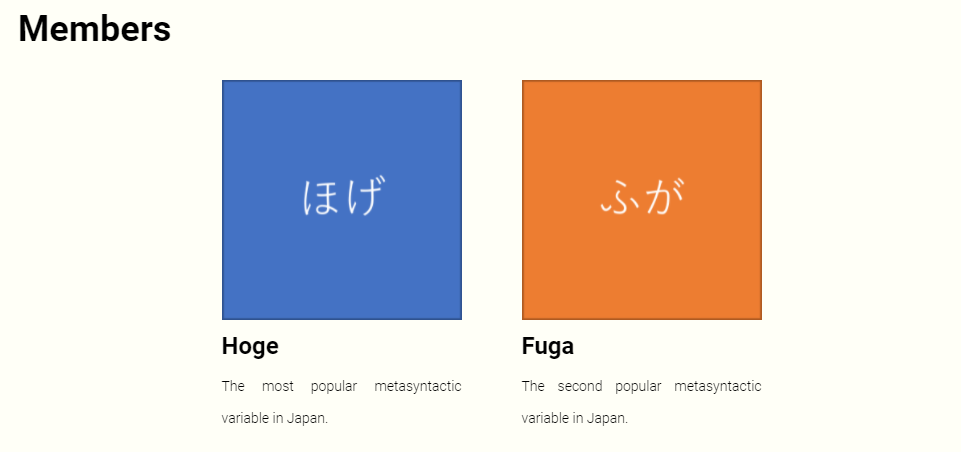 Members
ほげ
ふが
Hoge
The most popular metasyntactic
variable in Japan.
Fuga
The second popular metasyntactic
variable in Japan.